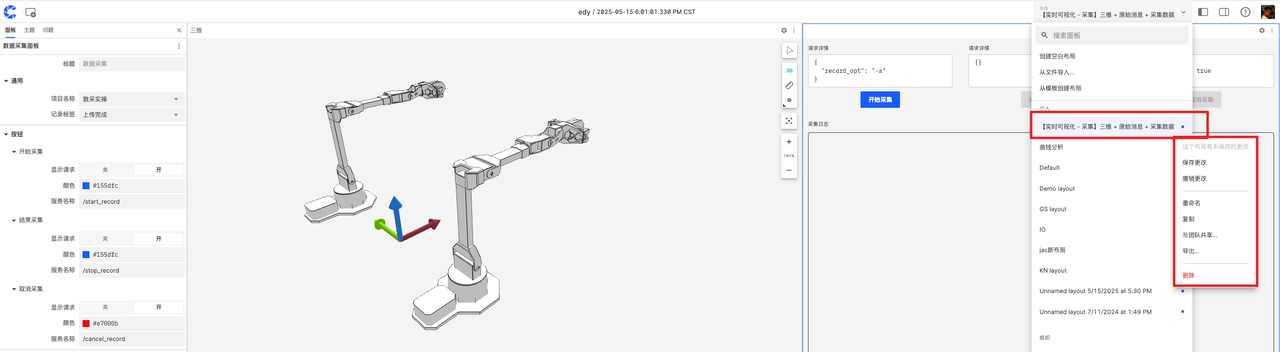 edy / 2025-05-15 6:01:01.330 PM CST
布局
【实时可视化 - 采集】三维 + 原始消息 + 采集数据
面板
主题
问题
数据采集面板
标题
数据采集
通用
项目名称
数采实操
记录标签
上传完成
按钮
开始采集
显示请求
关
开
颜色
#155dfc
服务名称
/start_record
结束采集
显示请求
关
开
颜色
#155dfc
服务名称
/stop_record
取消采集
显示请求
关
开
颜色
#e7000b
服务名称
/cancel_record
三维
3D
101%
请求详情
{
"record_opt": "-a"
}
开始采集
请求详情
{}
true
取消采集
采集日志
搜索面板
创建空白布局
从文件导入...
从模板创建布局
个人
【实时可视化 - 采集】三维 + 原始消息 + 采集数据
曲线分析
Default
Demo layout
GS layout
IO
jac新布局
KN layout
Unnamed layout 5/15/2025 at 5:30 PM
Unnamed layout 7/11/2024 at 1:49 PM
组织
这个布局有未保存的更改
保存更改
撤销更改
重命名
复制
与团队共享...
导出...
删除